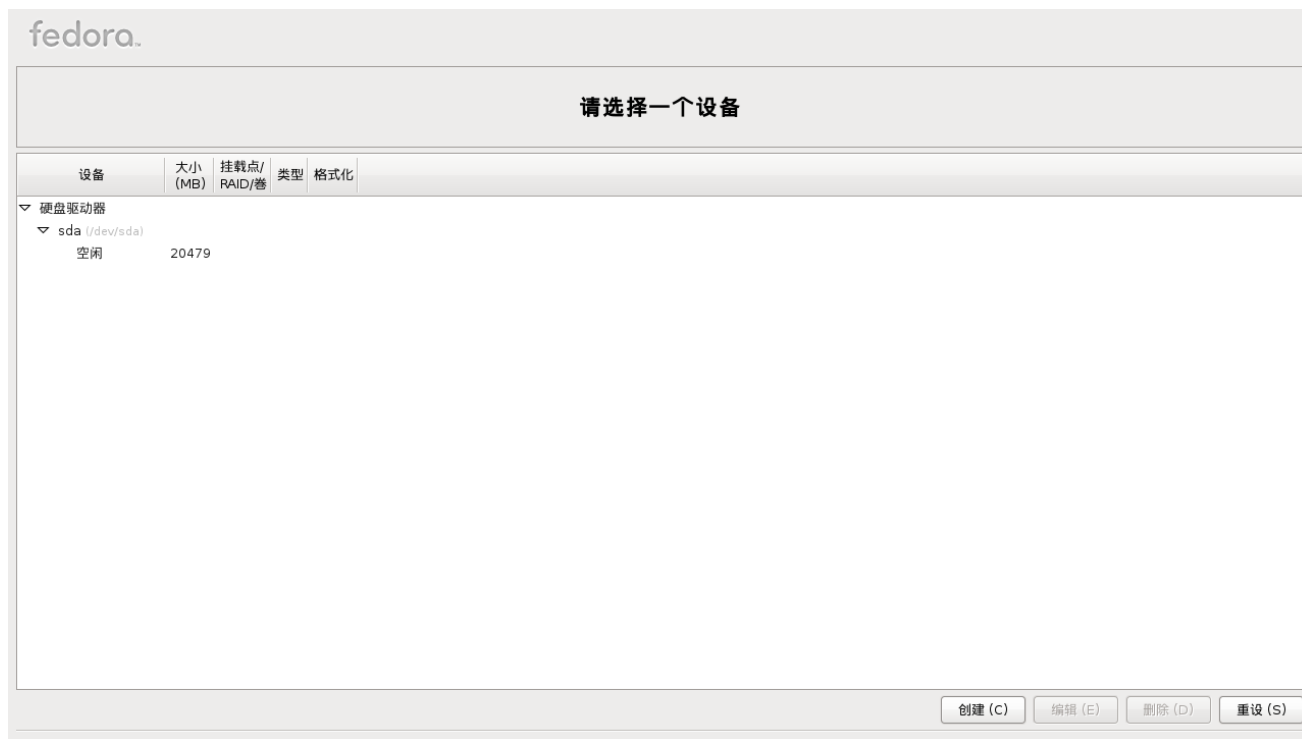 fedora™
请选择一个设备
设备 大小 (MB) 挂载点/ RAID/卷 类型 格式化
硬盘驱动器
sda (/dev/sda)
空闲 20479
创建 (C) 编辑 (E) 删除 (D) 重设 (S)